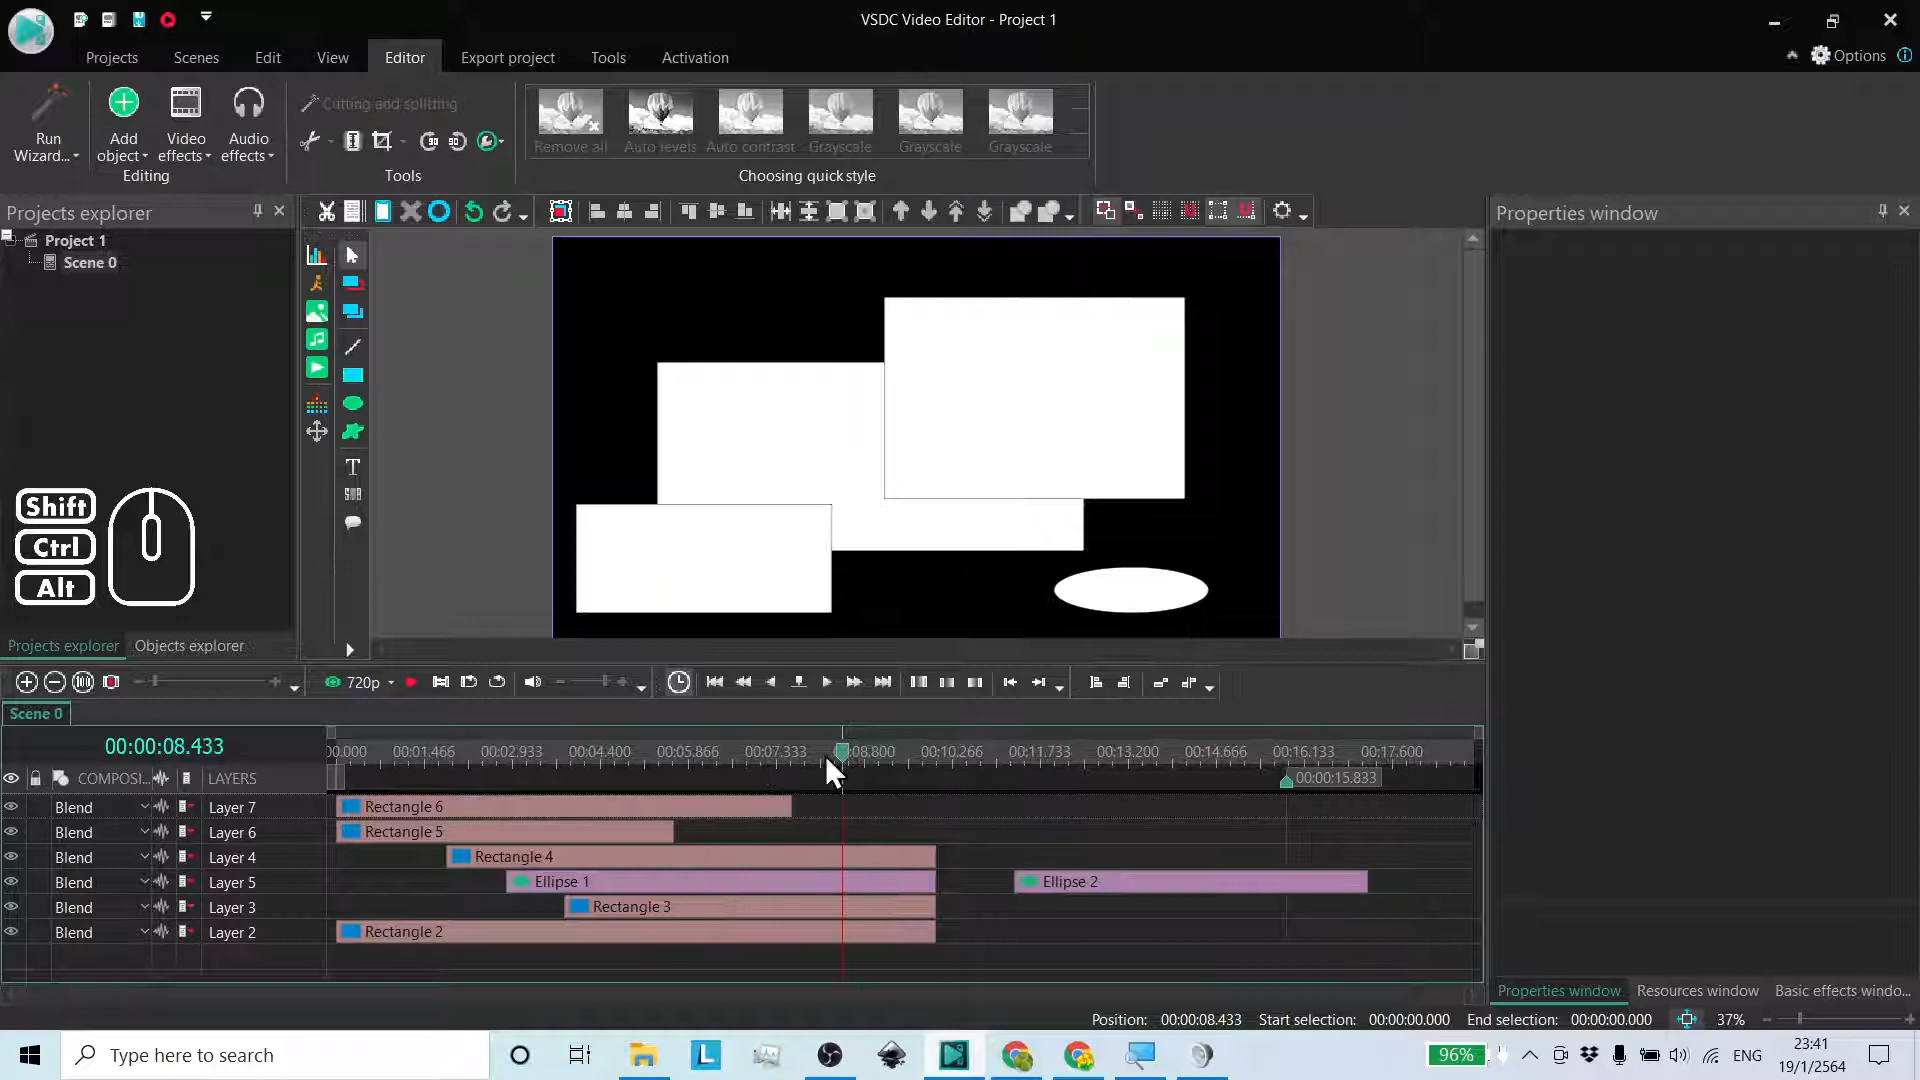 VSDC Video Editor - Project 1
Projects
Scenes
Edit
View
Editor
Export project
Tools
Activation
Options
Run
Wizard...
Add
object
Video
effects
Audio
effects
Editing
Cutting and splitting
Tools
Remove all
Auto levels
Auto contrast
Grayscale
Grayscale
Grayscale
Choosing quick style
Projects explorer
Project 1
Scene 0
Properties window
Shift
Ctrl
Alt
T
Projects explorer
Objects explorer
720p
Scene 0
00:00:08.433
00.000
00:01.466
00:02.933
00:04.400
00:05.866
00:07.333
08.800
00:10.266
00:11.733
00:13.200
00:14.666
00:16.133
00:17.600
COMPOSI...
LAYERS
00:00:15.833
Blend
Layer 7
Rectangle 6
Blend
Layer 6
Rectangle 5
Blend
Layer 4
Rectangle 4
Blend
Layer 5
Ellipse 1
Ellipse 2
Blend
Layer 3
Rectangle 3
Blend
Layer 2
Rectangle 2
Properties window
Resources window
Basic effects windo...
Position: 00:00:08.433
Start selection: 00:00:00.000
End selection: 00:00:00.000
37%
Type here to search
L
96%
ENG
23:41
19/1/2564